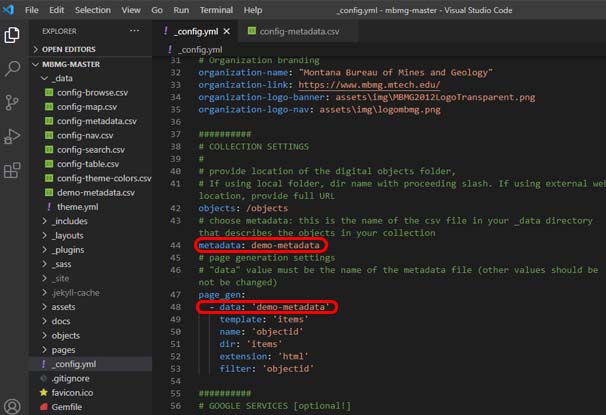 File Edit Selection View Go Run Terminal Help _config.yml - mbmg-master - Visual Studio Code
EXPLORER ...
OPEN EDITORS
MBMG-MASTER
_data
config-browse.csv
config-map.csv
config-metadata.csv
config-nav.csv
config-search.csv
config-table.csv
config-theme-colors.csv
demo-metadata.csv
theme.yml
_includes
_layouts
_plugins
_sass
_site
.jekyll-cache
assets
docs
objects
pages
_config.yml
.gitignore
favicon.ico
Gemfile
_config.yml config-metadata.csv
_config.yml
31 # Organization branding
32 organization-name: "Montana Bureau of Mines and Geology"
33 organization-link: https://www.mbmg.mtech.edu/
34 organization-logo-banner: assets\img\MBMG2012LogoTransparent.png
35 organization-logo-nav: assets\img\logombmg.png
36
37 ##########
38 # COLLECTION SETTINGS
39 #
40 # provide location of the digital objects folder,
41 # If using local folder, dir name with proceeding slash. If using external web
location, provide full URL
42 objects: /objects
43 # choose metadata: this is the name of the csv file in your _data directory
that describes the objects in your collection
44 metadata: demo-metadata
45 # page generation settings
46 # "data" value must be the name of the metadata file (other values should be
not be changed)
47 page_gen:
48 - data: 'demo-metadata'
49 template: 'items'
50 name: 'objectid'
51 dir: 'items'
52 extension: 'html'
53 filter: 'objectid'
54
55 ##########
56 # GOOGLE SERVICES [optional!]